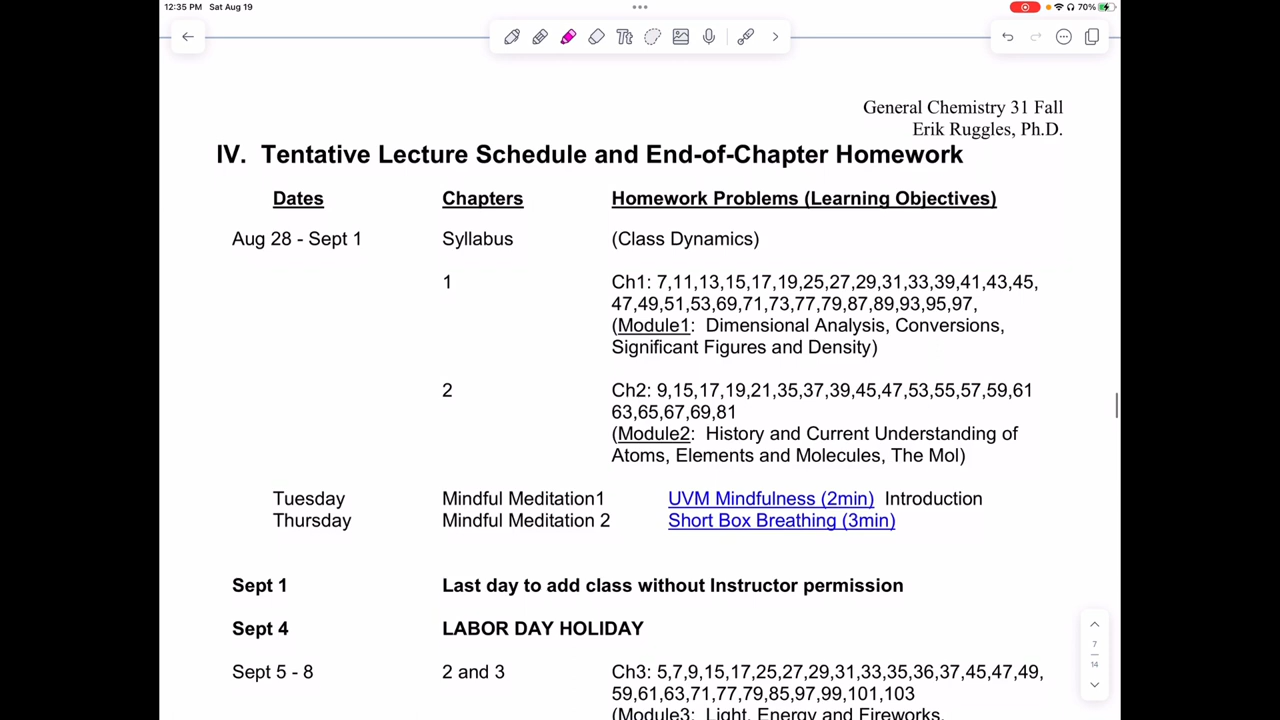 12:35 PM Sat Aug 19
70%
General Chemistry 31 Fall
Erik Ruggles, Ph.D.
IV. Tentative Lecture Schedule and End-of-Chapter Homework
Dates Chapters Homework Problems (Learning Objectives)
Aug 28 - Sept 1 Syllabus (Class Dynamics)
1 Ch1: 7,11,13,15,17,19,25,27,29,31,33,39,41,43,45,
47,49,51,53,69,71,73,77,79,87,89,93,95,97,
(Module1: Dimensional Analysis, Conversions,
Significant Figures and Density)
2 Ch2: 9,15,17,19,21,35,37,39,45,47,53,55,57,59,61
63,65,67,69,81
(Module2: History and Current Understanding of
Atoms, Elements and Molecules, The Mol)
Tuesday Mindful Meditation1 UVM Mindfulness (2min) Introduction
Thursday Mindful Meditation 2 Short Box Breathing (3min)
Sept 1 Last day to add class without Instructor permission
Sept 4 LABOR DAY HOLIDAY
7
14
Sept 5 - 8 2 and 3 Ch3: 5,7,9,15,17,25,27,29,31,33,35,36,37,45,47,49,
59,61,63,71,77,79,85,97,99,101,103
(Module3: Light, Energy and Fireworks,